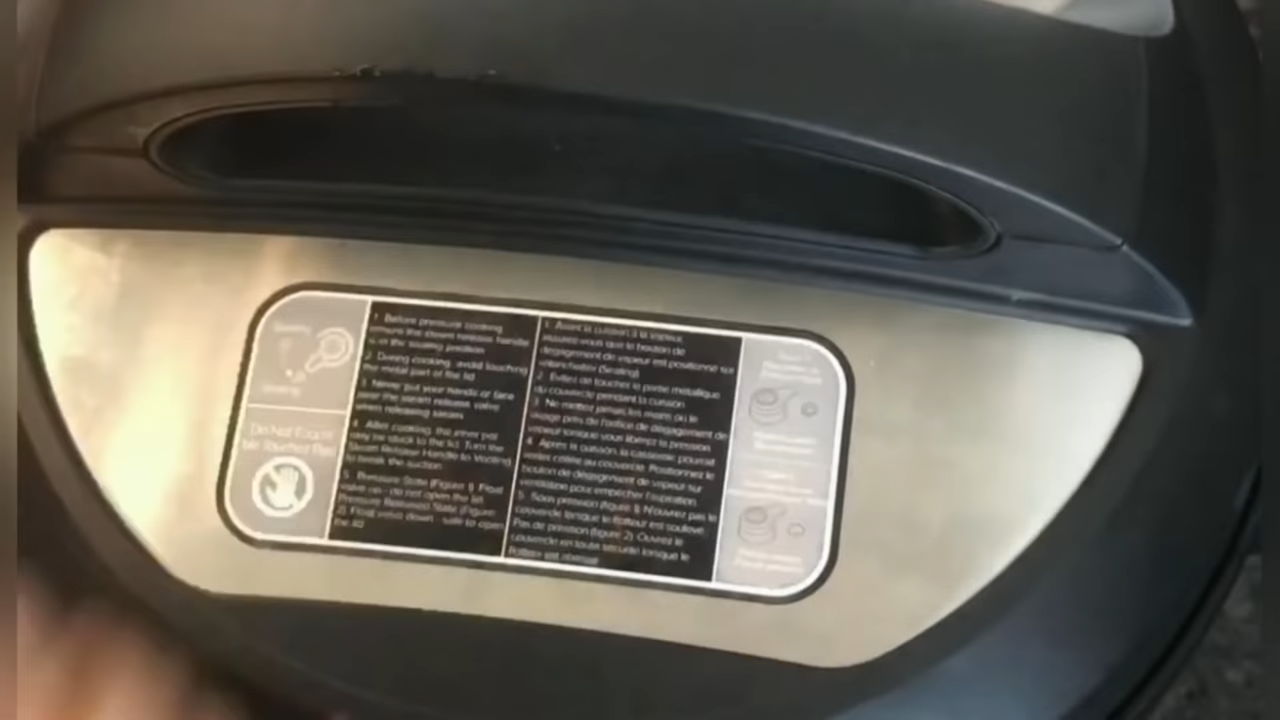 Sealing
Venting
Do Not Touch
1. Before pressure cooking,
ensure the steam release handle
is in the sealing position
2. During cooking, avoid touching
the metal part of the lid
3. Never put your hands or face
over the steam release valve
when releasing steam
4. After cooking, the inner pot
may be stuck to the lid. Turn the
Steam Release Handle to Venting
to break the suction
5. Pressure State (Figure 1). Float
valve up - do not open the lid
Pressure Released State (Figure
2). Float valve down - safe to open
the lid
1. Avant la cuisson à la vapeur,
assurez-vous que le bouton de
dégagement de vapeur est positionné sur
(Sealing)
2. Évitez de toucher la partie métallique
du couvercle pendant la cuisson
3. Ne mettez jamais les mains ou le
visage près de l'orifice de dégagement de
vapeur lorsque vous libérez la pression
4. Après la cuisson, la casserole pourrait
rester collée au couvercle. Positionnez le
bouton de dégagement de vapeur sur
ventilation pour empêcher l'aspiration
5. Sous pression (figure 1). N'ouvrez pas le
couvercle lorsque le flotteur est soulevé
Pas de pression (figure 2). Ouvrez le
couvercle en toute sécurité lorsque le
flotteur est abaissé